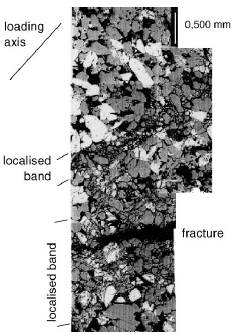 loading
axis
0,500 mm
localised
band
fracture
localised band